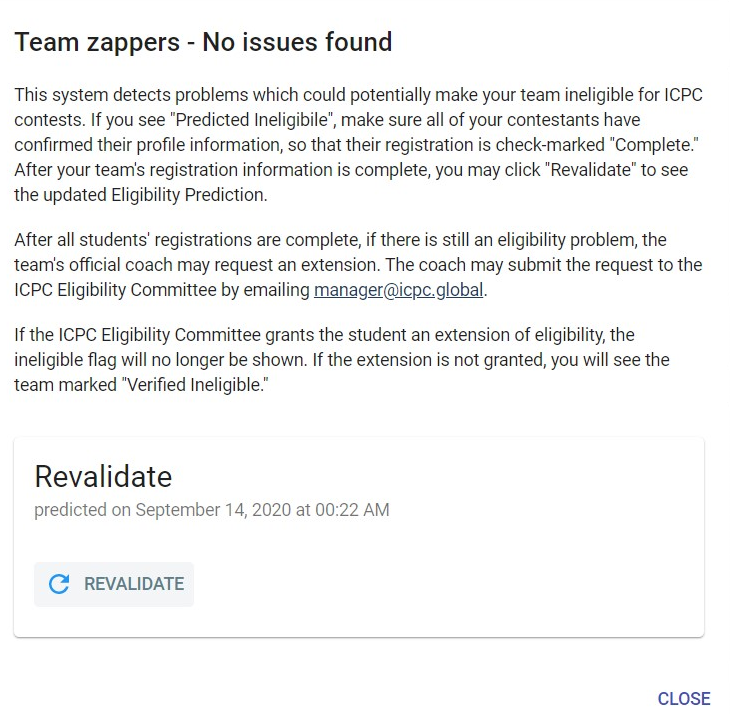 Team zappers - No issues found
This system detects problems which could potentially make your team ineligible for ICPC
contests. If you see "Predicted Ineligibile", make sure all of your contestants have
confirmed their profile information, so that their registration is check-marked "Complete."
After your team's registration information is complete, you may click "Revalidate" to see
the updated Eligibility Prediction.
After all students' registrations are complete, if there is still an eligibility problem, the
team's official coach may request an extension. The coach may submit the request to the
ICPC Eligibility Committee by emailing manager@icpc.global.
If the ICPC Eligibility Committee grants the student an extension of eligibility, the
ineligible flag will no longer be shown. If the extension is not granted, you will see the
team marked "Verified Ineligible."
Revalidate
predicted on September 14, 2020 at 00:22 AM
REVALIDATE
CLOSE